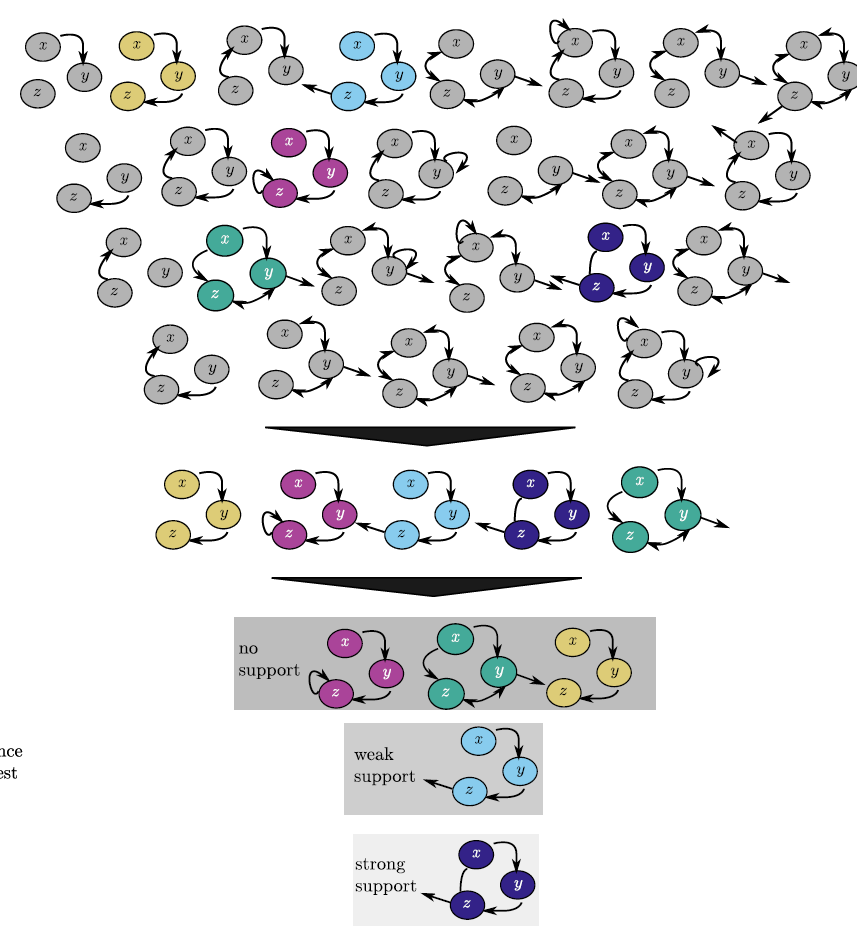 x x x x x x x x
y y y y y y y y
z z z z z z z z
x x x x x x x
y y y y y y y
z z z z z z z
x x x x x x
y y y y y y
z z z z z z
x x x x x
y y y y y
z z z z z
x x x x x
y y y y y
z z z z z
no
support
x x x
y y y
z z z
weak
support
x
y
z
nce
est
strong
support
x
y
z